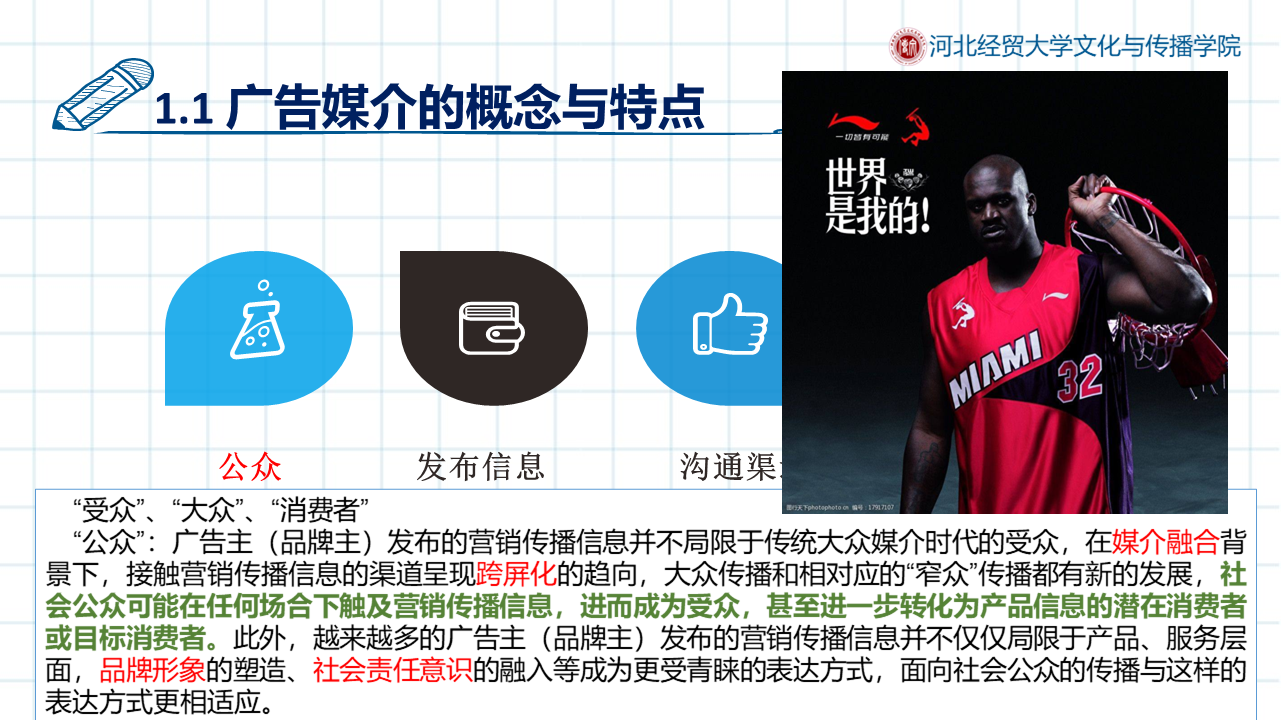 河北经贸大学文化与传播学院
1.1 广告媒介的概念与特点
一切皆有可能
世界
是我的！
MIAMI
32
公众
发布信息
沟通渠
图行天下photophoto.cn 编号：17917107
“受众”、“大众”、“消费者”
“公众”：广告主（品牌主）发布的营销传播信息并不局限于传统大众媒介时代的受众，在媒介融合背
景下，接触营销传播信息的渠道呈现跨屏化的趋向，大众传播和相对应的“窄众”传播都有新的发展，社
会公众可能在任何场合下触及营销传播信息，进而成为受众，甚至进一步转化为产品信息的潜在消费者
或目标消费者。此外，越来越多的广告主（品牌主）发布的营销传播信息并不仅仅局限于产品、服务层
面，品牌形象的塑造、社会责任意识的融入等成为更受青睐的表达方式，面向社会公众的传播与这样的
表达方式更相适应。